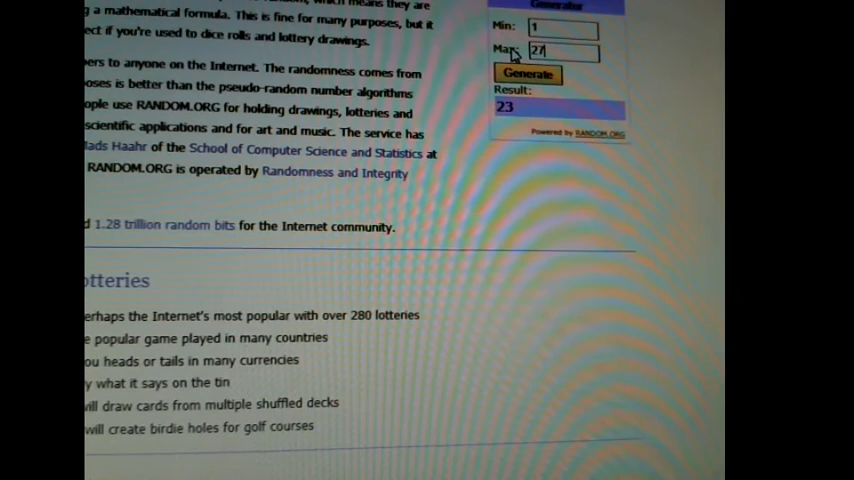 which means they are
g a mathematical formula. This is fine for many purposes, but it
ect if you're used to dice rolls and lottery drawings.
bers to anyone on the Internet. The randomness comes from
oses is better than the pseudo-random number algorithms
ople use RANDOM.ORG for holding drawings, lotteries and
scientific applications and for art and music. The service has
ads Haahr of the School of Computer Science and Statistics at
RANDOM.ORG is operated by Randomness and Integrity
d 1.28 trillion random bits for the Internet community.
otteries
erhaps the Internet's most popular with over 280 lotteries
e popular game played in many countries
ou heads or tails in many currencies
y what it says on the tin
will draw cards from multiple shuffled decks
will create birdie holes for golf courses
Generator
Min: 1
Max: 27
Generate
Result:
23
Powered by RANDOM.ORG